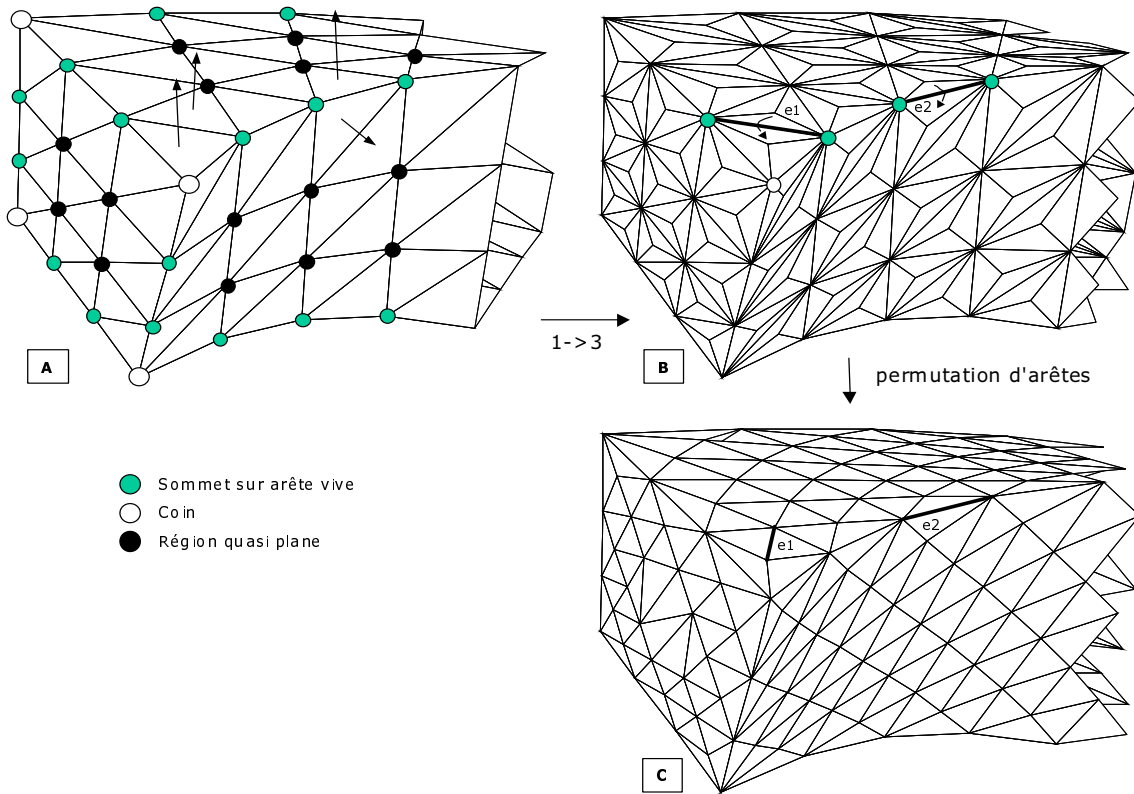 e1
e2
A
1->3
B
permutation d'arêtes
Sommet sur arête vive
Coin
Région quasi plane
e2
e1
C